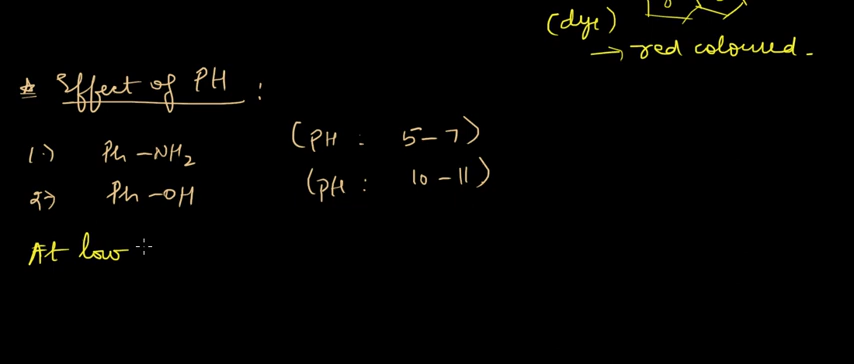 (dye)
→ red coloured.
* Effect of PH :
1·) Ph-NH2 (PH : 5-7)
2·) Ph-OH (PH : 10-11)
At low